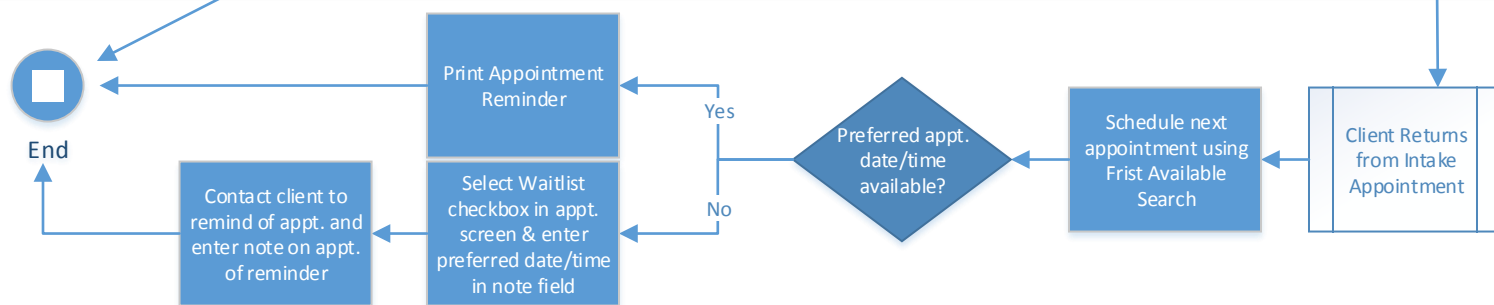 Print Appointment
Reminder
End
Yes
No
Contact client to
remind of appt. and
enter note on appt.
of reminder
Select Waitlist
checkbox in appt.
screen & enter
preferred date/time
in note field
Preferred appt.
date/time
available?
Schedule next
appointment using
Frist Available
Search
Client Returns
from Intake
Appointment